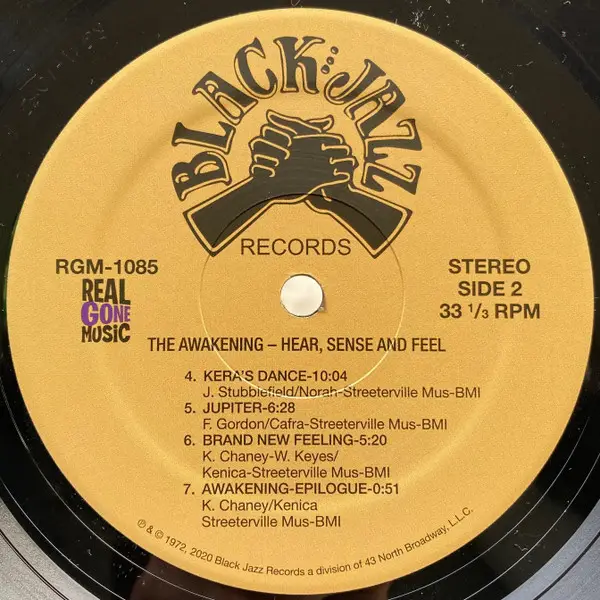 BLACK JAZZ
RECORDS
RGM-1085
REAL
GONE
MUSIC
STEREO
SIDE 2
33 1/3 RPM
THE AWAKENING – HEAR, SENSE AND FEEL
4. KERA'S DANCE-10:04
J. Stubblefield/Norah-Streeterville Mus-BMI
5. JUPITER-6:28
F. Gordon/Cafra-Streeterville Mus-BMI
6. BRAND NEW FEELING-5:20
K. Chaney-W. Keyes/
Kenica-Streeterville Mus-BMI
7. AWAKENING-EPILOGUE-0:51
K. Chaney/Kenica
Streeterville Mus-BMI
℗ & © 1972, 2020 Black Jazz Records a division of 43 North Broadway, L.L.C.